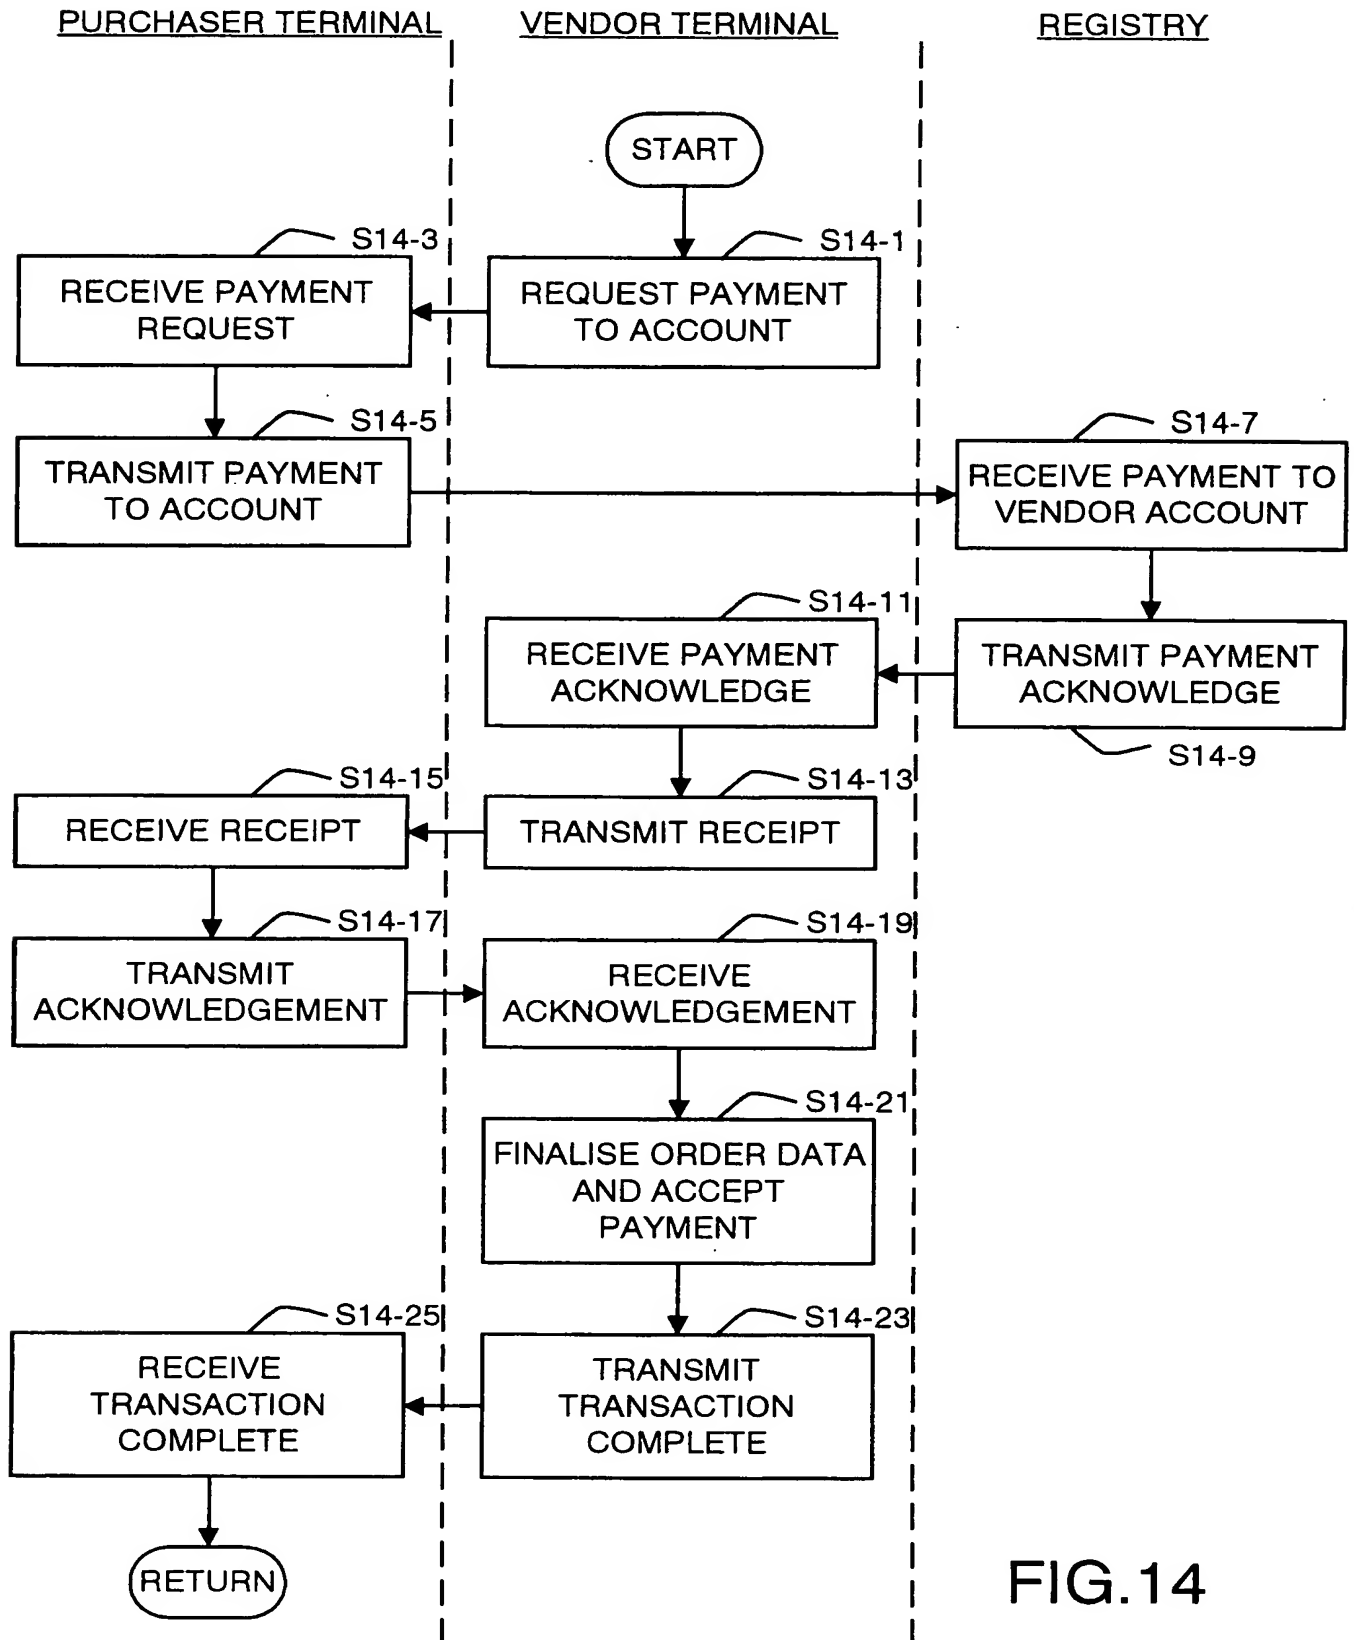 PURCHASER TERMINAL
VENDOR TERMINAL
REGISTRY
START
S14-3
S14-1
RECEIVE PAYMENT
REQUEST
REQUEST PAYMENT
TO ACCOUNT
S14-5
S14-7
TRANSMIT PAYMENT
TO ACCOUNT
RECEIVE PAYMENT TO
VENDOR ACCOUNT
S14-11
RECEIVE PAYMENT
ACKNOWLEDGE
TRANSMIT PAYMENT
ACKNOWLEDGE
S14-9
S14-15
S14-13
RECEIVE RECEIPT
TRANSMIT RECEIPT
S14-17
S14-19
TRANSMIT
ACKNOWLEDGEMENT
RECEIVE
ACKNOWLEDGEMENT
S14-21
FINALISE ORDER DATA
AND ACCEPT
PAYMENT
S14-25
S14-23
RECEIVE
TRANSACTION
COMPLETE
TRANSMIT
TRANSACTION
COMPLETE
RETURN
FIG.14